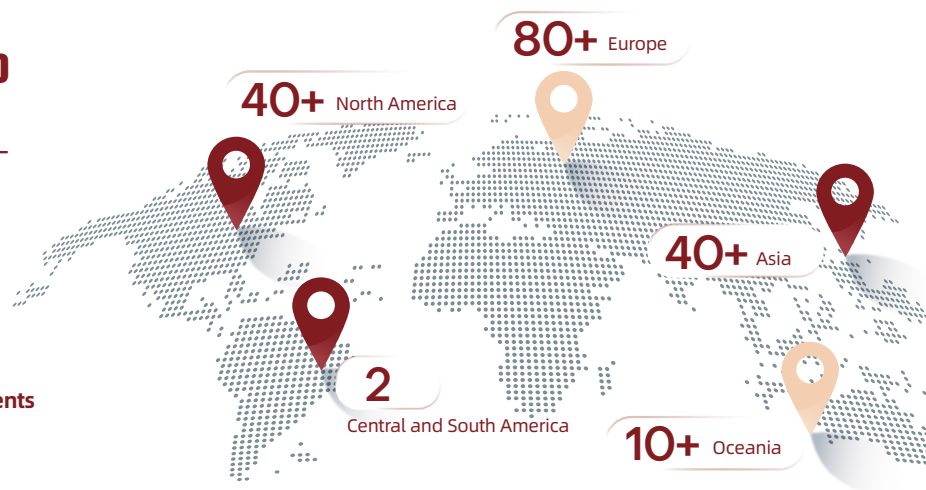 80+ Europe
40+ North America
40+ Asia
2
Central and South America
10+ Oceania
ents